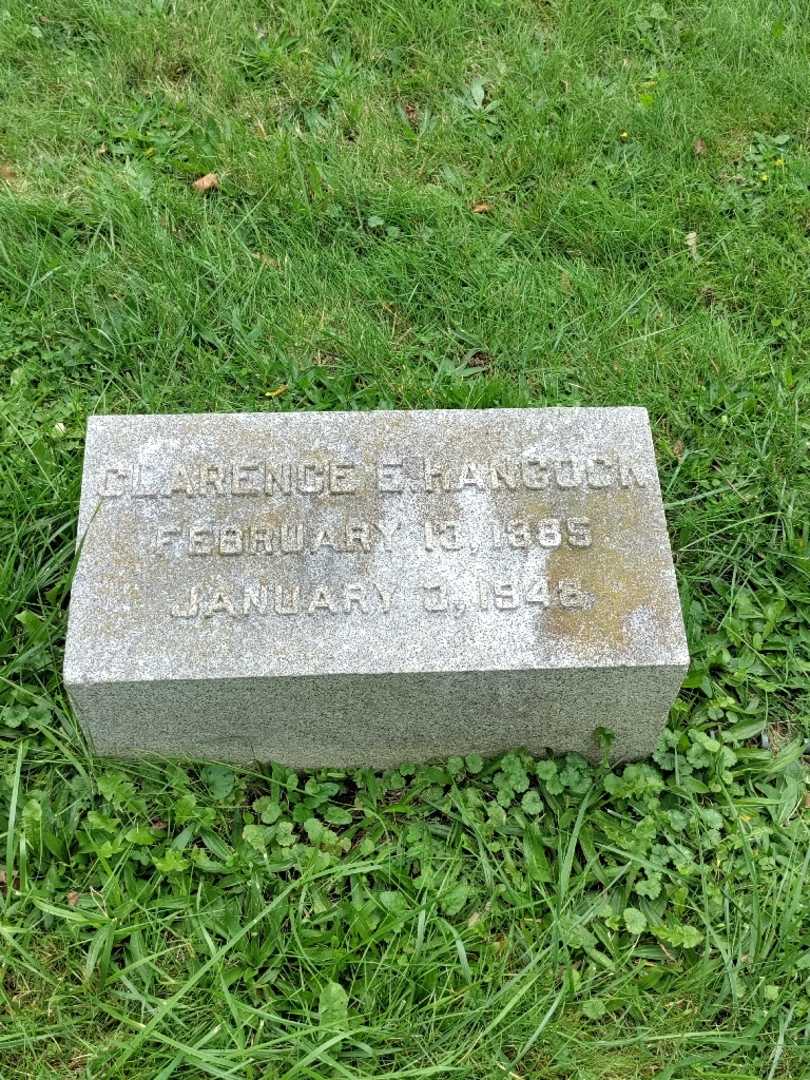 CLARENCE E. HANCOCK
FEBRUARY 13, 1885
JANUARY 3, 1948